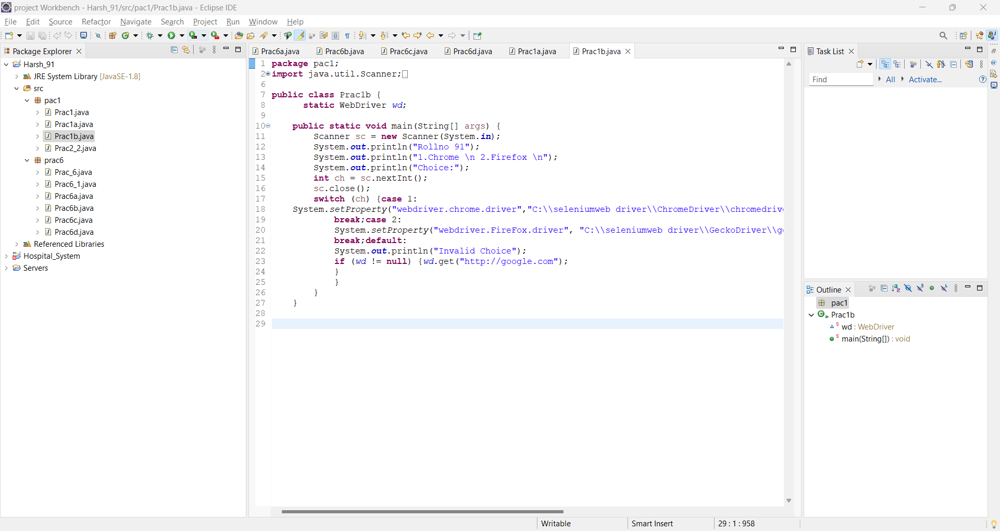 project Workbench - Harsh_91/src/pac1/Prac1b.java - Eclipse IDE
File Edit Source Refactor Navigate Search Project Run Window Help
Package Explorer
Harsh_91
JRE System Library [JavaSE-1.8]
src
pac1
Prac1.java
Prac1a.java
Prac1b.java
Prac2_2.java
prac6
Prac_6.java
Prac6_1.java
Prac6a.java
Prac6b.java
Prac6c.java
Prac6d.java
Referenced Libraries
Hospital_System
Servers
Prac6a.java Prac6b.java Prac6c.java Prac6d.java Prac1a.java Prac1b.java
1 package pac1;
2 import java.util.Scanner;
6
7 public class Prac1b {
8 static WebDriver wd;
9
10 public static void main(String[] args) {
11 Scanner sc = new Scanner(System.in);
12 System.out.println("Rollno 91");
13 System.out.println("1.Chrome \n 2.Firefox \n");
14 System.out.println("Choice:");
15 int ch = sc.nextInt();
16 sc.close();
17 switch (ch) {case 1:
18 System.setProperty("webdriver.chrome.driver","C:\\seleniumweb driver\\ChromeDriver\\chromedriv
19 break;case 2:
20 System.setProperty("webdriver.FireFox.driver", "C:\\seleniumweb driver\\GeckoDriver\\g
21 break;default:
22 System.out.println("Invalid Choice");
23 if (wd != null) {wd.get("http://google.com");
24 }
25 }
26 }
27 }
28
29
Task List
Find All Activate...
Outline
pac1
Prac1b
wd : WebDriver
main(String[]) : void
Writable Smart Insert 29 : 1 : 958